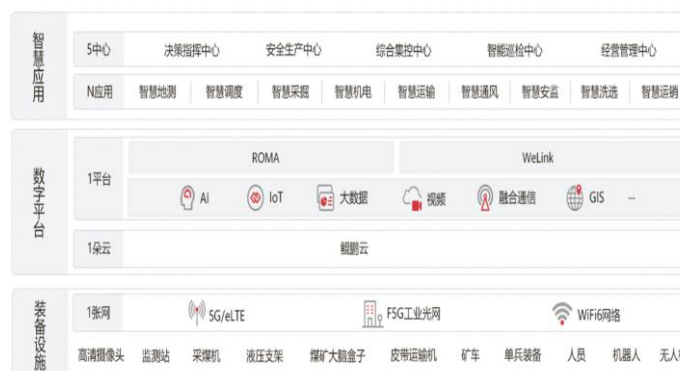 智慧应用
5中心 决策指挥中心 安全生产中心 综合集控中心 智能巡检中心 经营管理中心
N应用 智慧地测 智慧调度 智慧采掘 智慧机电 智慧运输 智慧通风 智慧安监 智慧洗选 智慧运销
数字平台
1平台 ROMA WeLink
AI IoT 大数据 视频 融合通信 GIS ...
1朵云 鲲鹏云
装备设施
1张网 5G/eLTE F5G工业光网 WiFi6网络
高清摄像头 监测站 采煤机 液压支架 煤矿大脑盒子 皮带运输机 矿车 单兵装备 人员 机器人 无人